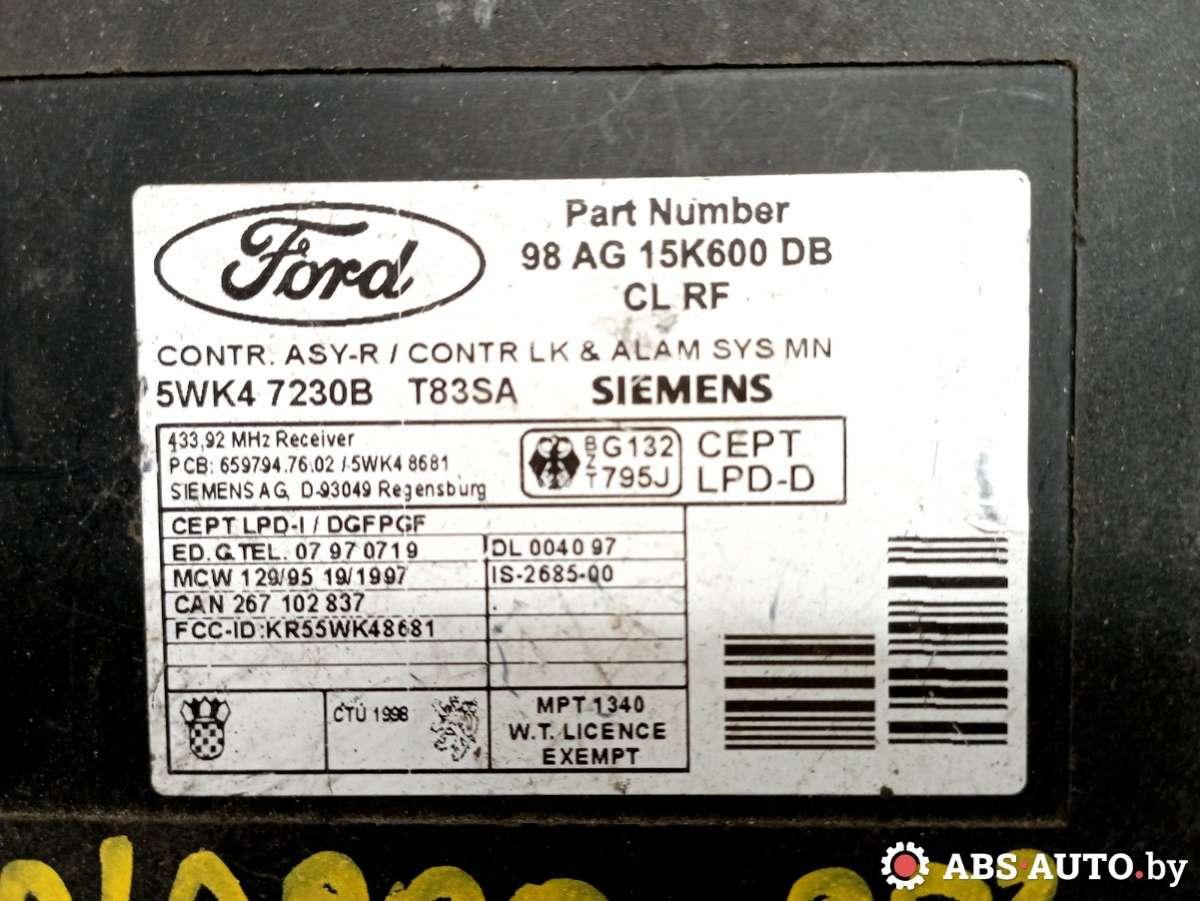 Ford
Part Number
98 AG 15K600 DB
CL RF
CONTR. ASY-R / CONTR LK & ALAM SYS MN
5WK4 7230B T83SA SIEMENS
433,92 MHz Receiver
PCB: 659794.76.02 / 5WK4 8681
SIEMENS AG, D-93049 Regensburg
BZT G132 795J
CEPT LPD-D
CEPT LPD-I / DGFPGF
ED. G.TEL. 07 97 0719 DL 0040 97
MCW 129/95 19/1997 IS-2685-00
CAN 267 102 837
FCC-ID:KR55WK48681
CTÚ 1998
MPT 1340
W.T. LICENCE
EXEMPT
ABS-AUTO.by